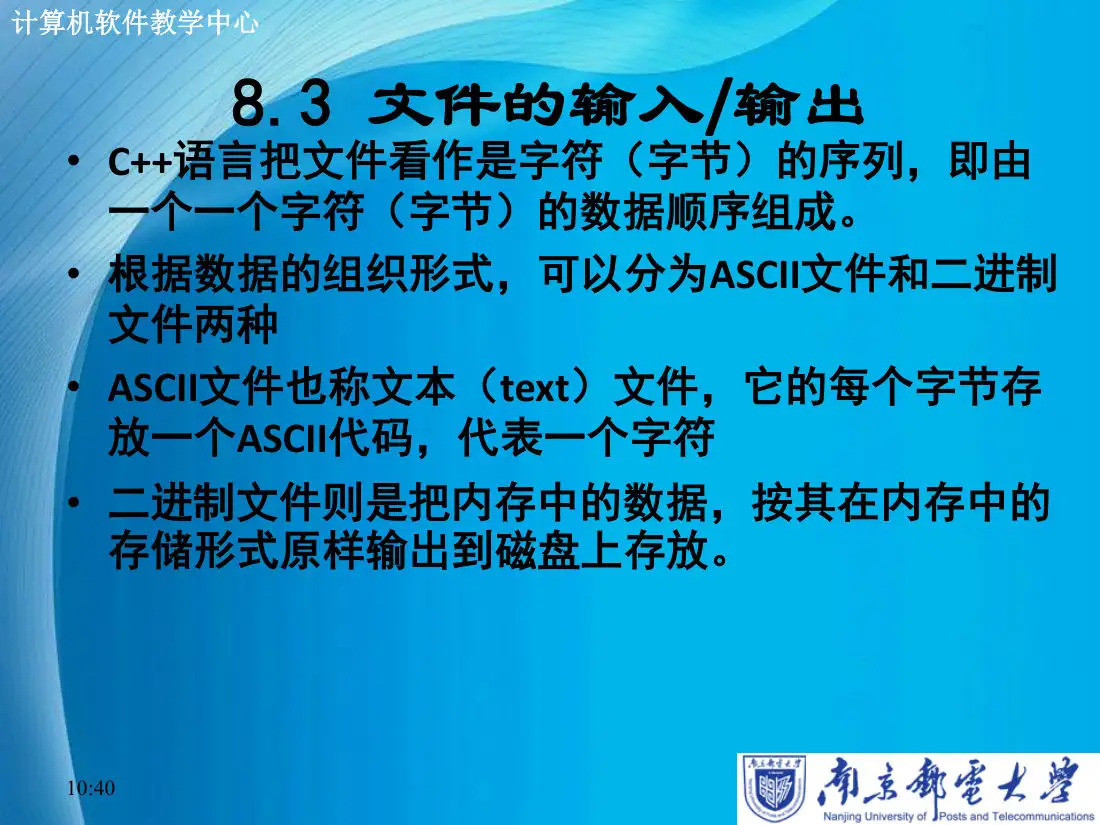 计算机软件教学中心
8.3 文件的输入/输出
• C++语言把文件看作是字符（字节）的序列，即由
一个一个字符（字节）的数据顺序组成。
• 根据数据的组织形式，可以分为ASCII文件和二进制
文件两种
• ASCII文件也称文本（text）文件，它的每个字节存
放一个ASCII代码，代表一个字符
• 二进制文件则是把内存中的数据，按其在内存中的
存储形式原样输出到磁盘上存放。
10:40
南京郵電大学
Nanjing University of Posts and Telecommunications